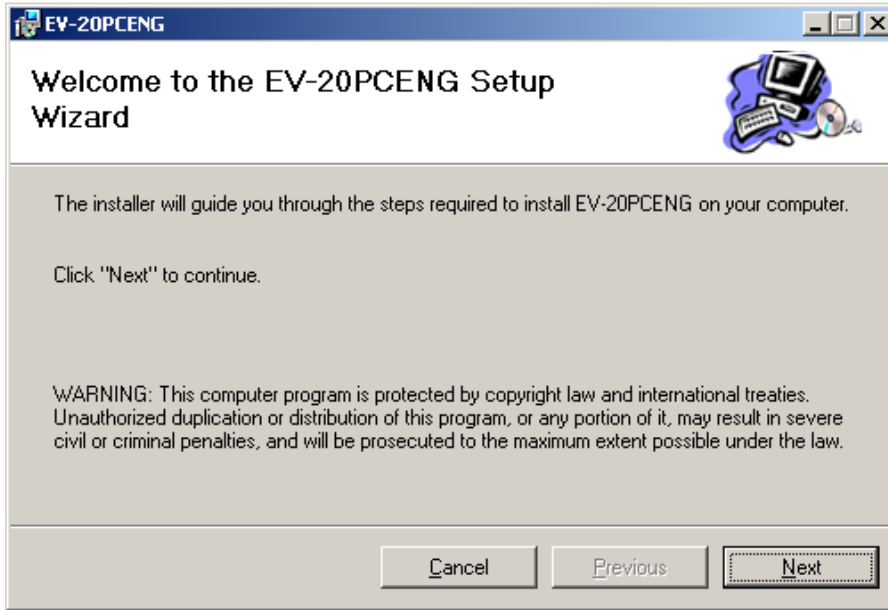 EV-20PCENG
Welcome to the EV-20PCENG Setup
Wizard
The installer will guide you through the steps required to install EV-20PCENG on your computer.
Click "Next" to continue.
WARNING: This computer program is protected by copyright law and international treaties.
Unauthorized duplication or distribution of this program, or any portion of it, may result in severe
civil or criminal penalties, and will be prosecuted to the maximum extent possible under the law.
Cancel Previous Next